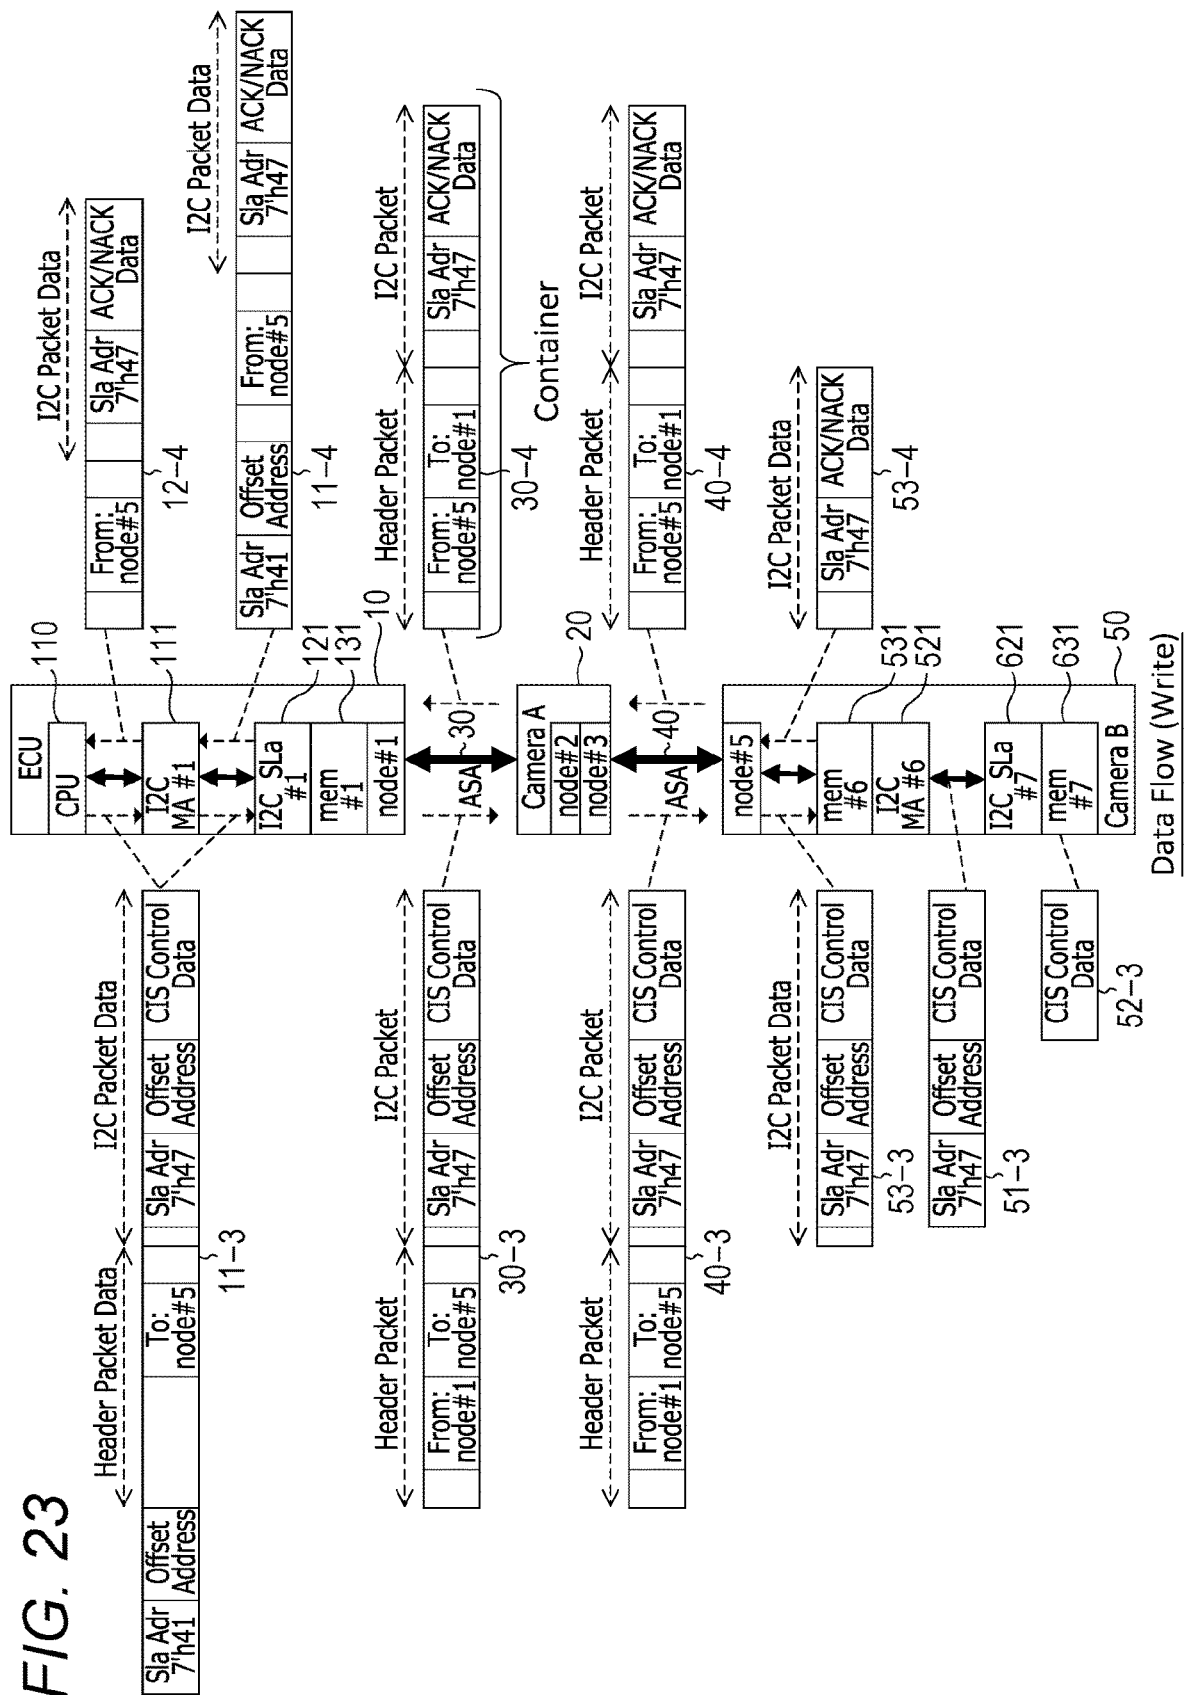 FIG. 23
Header Packet Data
I2C Packet Data
Sla Adr
7'h41
Offset
Address
To:
node#5
Sla Adr
7'h47
Offset
Address
CIS Control
Data
11-3
Header Packet
I2C Packet
From:
node#1
To:
node#5
Sla Adr
7'h47
Offset
Address
CIS Control
Data
30-3
Header Packet
I2C Packet
From:
node#1
To:
node#5
Sla Adr
7'h47
Offset
Address
CIS Control
Data
40-3
I2C Packet Data
Sla Adr
7'h47
Offset
Address
CIS Control
Data
53-3
Sla Adr
7'h47
Offset
Address
CIS Control
Data
51-3
CIS Control
Data
52-3
ECU
CPU
I2C
MA #1
I2C SLa
#1
mem
#1
node#1
110
111
121
131
10
ASA
30
Camera A
node#2
node#3
20
ASA
40
node#5
mem
#6
I2C
MA #6
I2C SLa
#7
mem
#7
Camera B
531
521
621
631
50
I2C Packet Data
From:
node#5
Sla Adr
7'h47
ACK/NACK
Data
12-4
I2C Packet Data
Sla Adr
7'h41
Offset
Address
From:
node#5
Sla Adr
7'h47
ACK/NACK
Data
11-4
Header Packet
I2C Packet
From:
node#5
To:
node#1
Sla Adr
7'h47
ACK/NACK
Data
30-4
Container
Header Packet
I2C Packet
From:
node#5
To:
node#1
Sla Adr
7'h47
ACK/NACK
Data
40-4
I2C Packet Data
Sla Adr
7'h47
ACK/NACK
Data
53-4
Data Flow (Write)